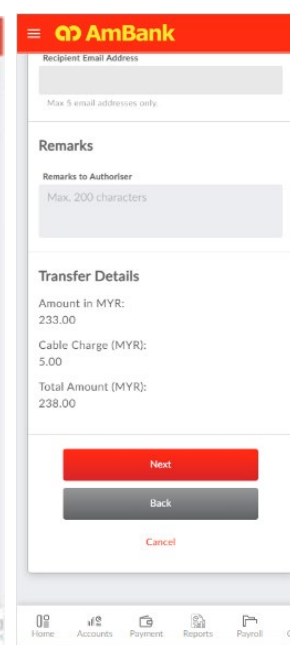 AmBank
Recipient Email Address
Max 5 email addresses only.
Remarks
Remarks to Authoriser
Max. 200 characters
Transfer Details
Amount in MYR:
233.00
Cable Charge (MYR):
5.00
Total Amount (MYR):
238.00
Next
Back
Cancel
Home Accounts Payment Reports Payroll